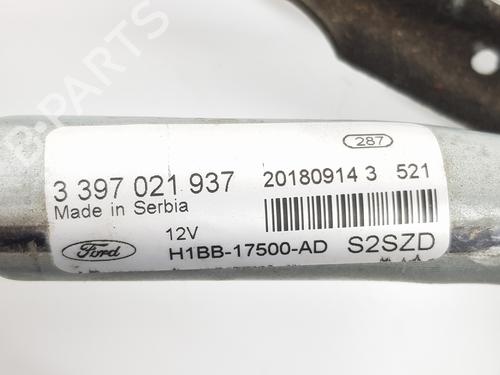 287
3 397 021 937
20180914 3 521
Made in Serbia
12V
Ford
H1BB-17500-AD
S2SZD
B-PARTS